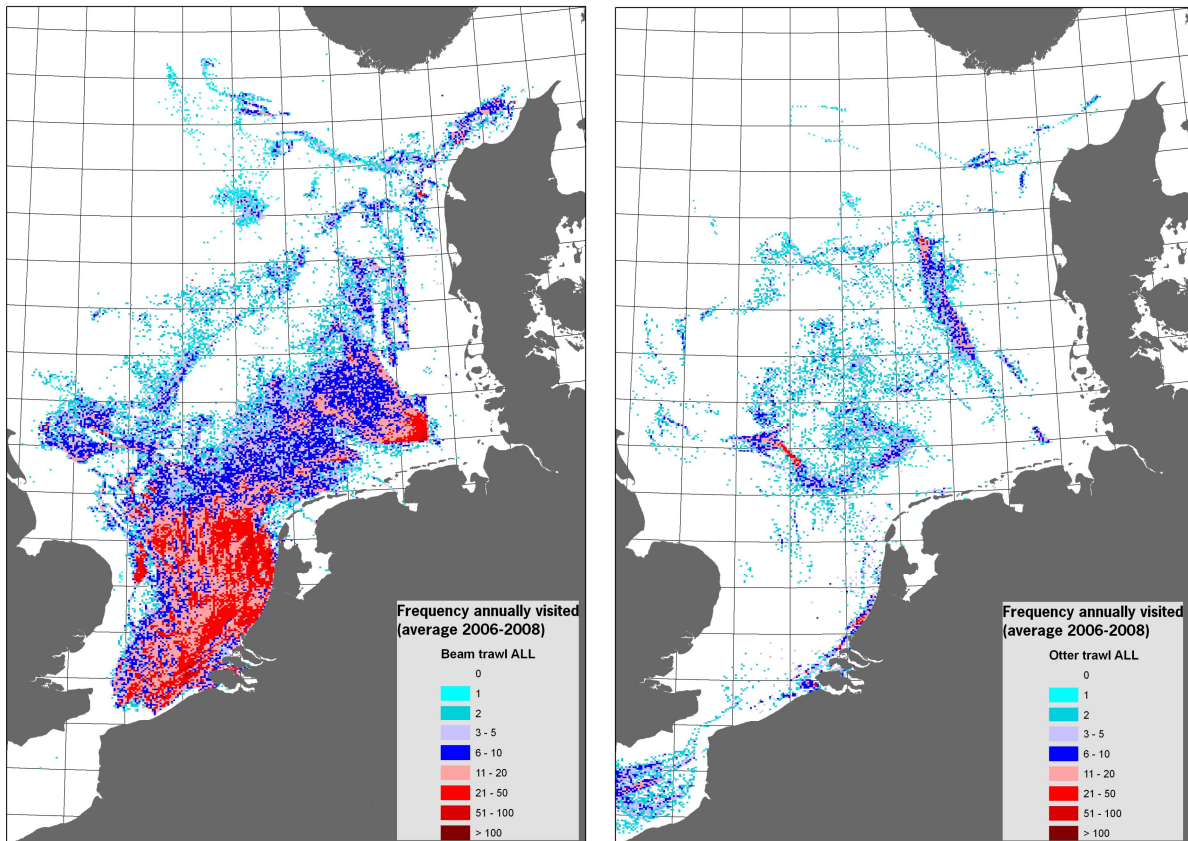 Frequency annually visited
(average 2006-2008)
Beam trawl ALL
0
1
2
3 - 5
6 - 10
11 - 20
21 - 50
51 - 100
> 100
Frequency annually visited
(average 2006-2008)
Otter trawl ALL
0
1
2
3 - 5
6 - 10
11 - 20
21 - 50
51 - 100
> 100